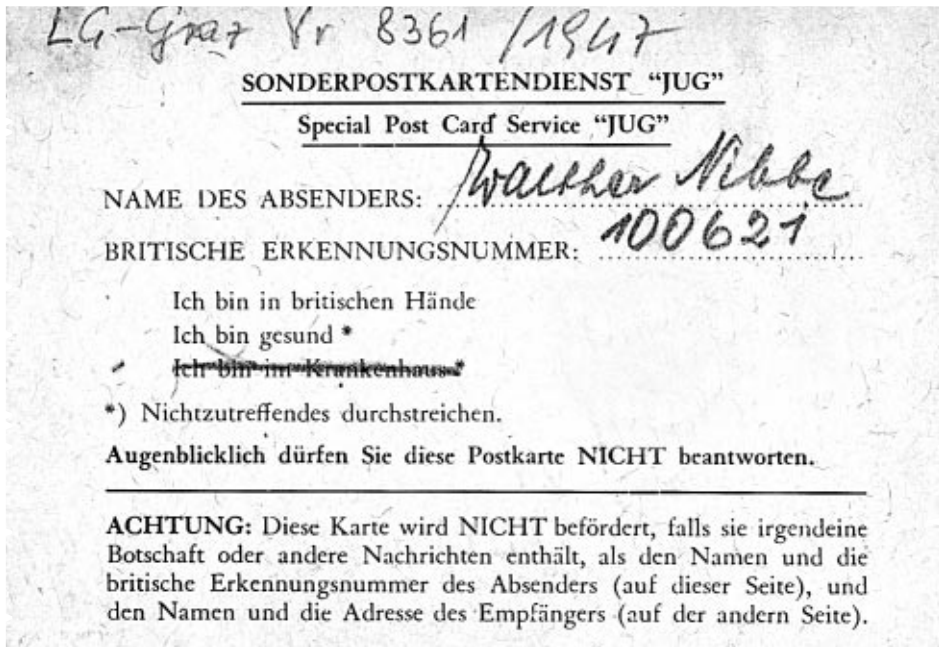 LG-Graz Vr 8361 /1947
SONDERPOSTKARTENDIENST “JUG”
Special Post Card Service “JUG”
NAME DES ABSENDERS: Walther Nibbe
BRITISCHE ERKENNUNGSNUMMER: 100621
Ich bin in britischen Hände
Ich bin gesund *
Ich bin im Krankenhaus*
*) Nichtzutreffendes durchstreichen.
Augenblicklich dürfen Sie diese Postkarte NICHT beantworten.
ACHTUNG: Diese Karte wird NICHT befördert, falls sie irgendeine
Botschaft oder andere Nachrichten enthält, als den Namen und die
britische Erkennungsnummer des Absenders (auf dieser Seite), und
den Namen und die Adresse des Empfängers (auf der andern Seite).